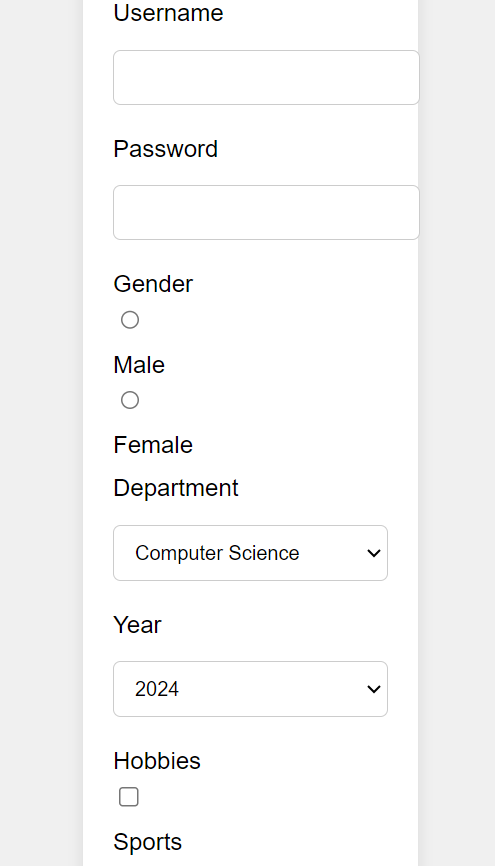 Username
Password
Gender
Male
Female
Department
Computer Science
Year
2024
Hobbies
Sports